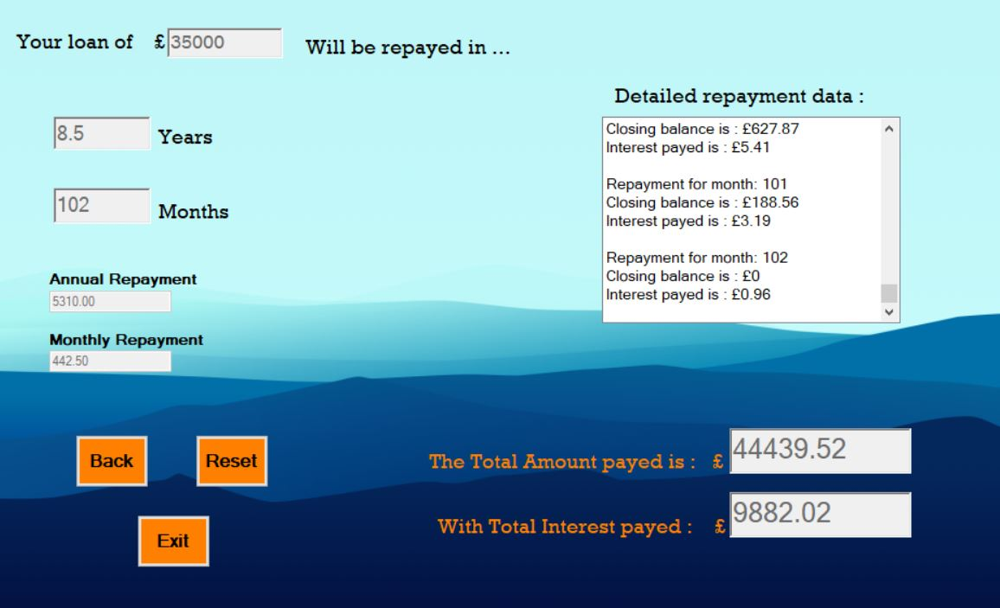 Your loan of £ 35000 Will be repayed in ...
8.5 Years
102 Months
Annual Repayment
5310.00
Monthly Repayment
442.50
Detailed repayment data :
Closing balance is : £627.87
Interest payed is : £5.41
Repayment for month: 101
Closing balance is : £188.56
Interest payed is : £3.19
Repayment for month: 102
Closing balance is : £0
Interest payed is : £0.96
Back Reset
Exit
The Total Amount payed is : £ 44439.52
With Total Interest payed : £ 9882.02